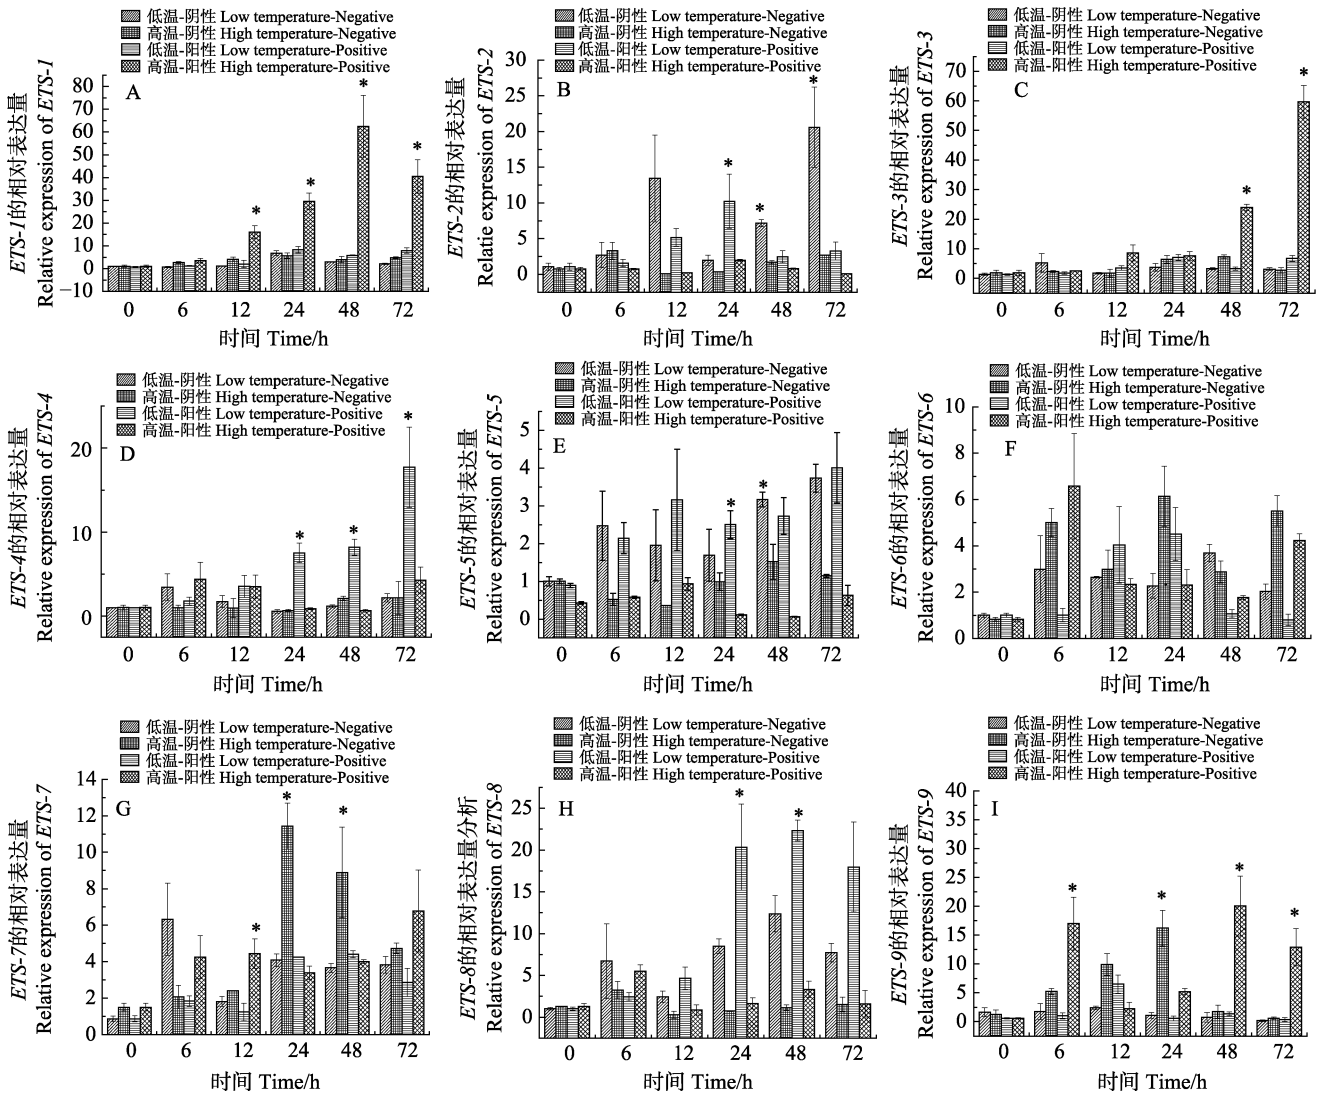 低温-阴性 Low temperature-Negative
高温-阴性 High temperature-Negative
低温-阳性 Low temperature-Positive
高温-阳性 High temperature-Positive
ETS-1的相对表达量
Relative expression of ETS-1
A
80
70
60
50
40
30
20
10
0
−10
* * * *
0 6 12 24 48 72
时间 Time/h
低温-阴性 Low temperature-Negative
高温-阴性 High temperature-Negative
低温-阳性 Low temperature-Positive
高温-阳性 High temperature-Positive
ETS-2的相对表达量
Relatie expression of ETS-2
B
30
25
20
15
10
5
0
* * *
0 6 12 24 48 72
时间 Time/h
低温-阴性 Low temperature-Negative
高温-阴性 High temperature-Negative
低温-阳性 Low temperature-Positive
高温-阳性 High temperature-Positive
ETS-3的相对表达量
Relative expression of ETS-3
C
70
60
50
40
30
20
10
0
* *
0 6 12 24 48 72
时间 Time/h
低温-阴性 Low temperature-Negative
高温-阴性 High temperature-Negative
低温-阳性 Low temperature-Positive
高温-阳性 High temperature-Positive
ETS-4的相对表达量
Relative expression of ETS-4
D
20
10
0
* * *
0 6 12 24 48 72
时间 Time/h
低温-阴性 Low temperature-Negative
高温-阴性 High temperature-Negative
低温-阳性 Low temperature-Positive
高温-阳性 High temperature-Positive
ETS-5的相对表达量
Relative expression of ETS-5
E
5
4
3
2
1
0
* *
0 6 12 24 48 72
时间 Time/h
低温-阴性 Low temperature-Negative
高温-阴性 High temperature-Negative
低温-阳性 Low temperature-Positive
高温-阳性 High temperature-Positive
ETS-6的相对表达量
Relative expression of ETS-6
F
10
8
6
4
2
0
0 6 12 24 48 72
时间 Time/h
低温-阴性 Low temperature-Negative
高温-阴性 High temperature-Negative
低温-阳性 Low temperature-Positive
高温-阳性 High temperature-Positive
ETS-7的相对表达量
Relative expression of ETS-7
G
14
12
10
8
6
4
2
0
* * *
0 6 12 24 48 72
时间 Time/h
低温-阴性 Low temperature-Negative
高温-阴性 High temperature-Negative
低温-阳性 Low temperature-Positive
高温-阳性 High temperature-Positive
ETS-8的相对表达量分析
Relative expression of ETS-8
H
25
20
15
10
5
0
* *
0 6 12 24 48 72
时间 Time/h
低温-阴性 Low temperature-Negative
高温-阴性 High temperature-Negative
低温-阳性 Low temperature-Positive
高温-阳性 High temperature-Positive
ETS-9的相对表达量
Relative expression of ETS-9
I
40
35
30
25
20
15
10
5
0
* * * *
0 6 12 24 48 72
时间 Time/h